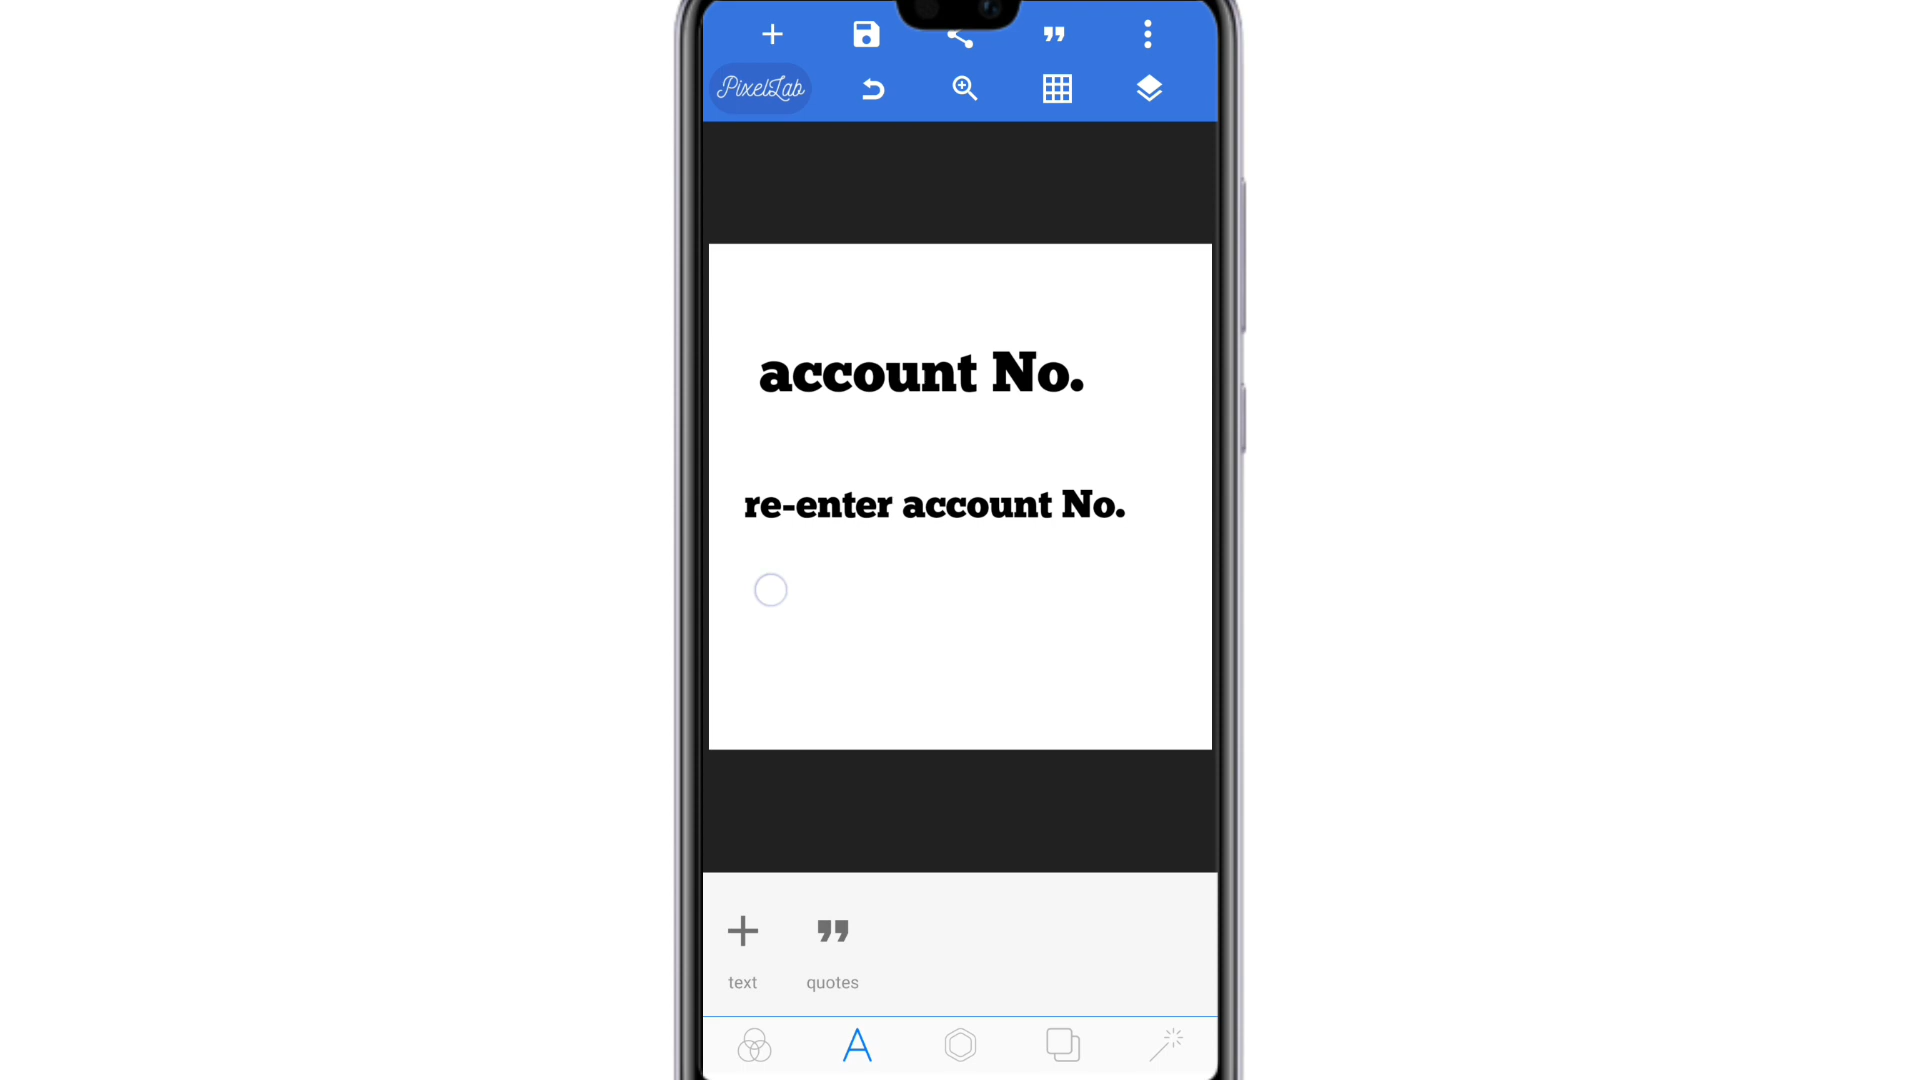 PixelLab
account No.
re-enter account No.
text
quotes